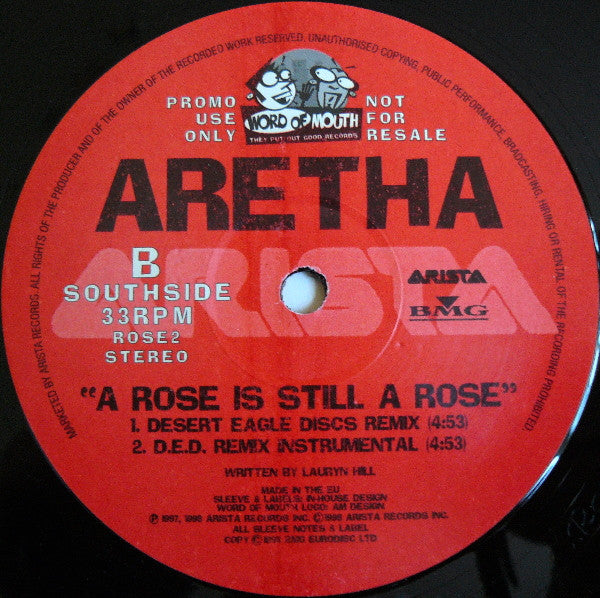 MARKETED BY ARISTA RECORDS. ALL RIGHTS OF THE PRODUCER AND OF THE OWNER OF THE RECORDED WORK RESERVED. UNAUTHORISED COPYING, PUBLIC PERFORMANCE, BROADCASTING, HIRING OR RENTAL OF THE RECORDING PROHIBITED
PROMO NOT
USE FOR
ONLY RESALE
WORD OF MOUTH
THEY PUT OUT GOOD RECORDS
ARETHA
ARISTA
B
SOUTHSIDE
33RPM
ROSE2
STEREO
ARISTA
BMG
"A ROSE IS STILL A ROSE"
1. DESERT EAGLE DISCS REMIX (4:53)
2. D.E.D. REMIX INSTRUMENTAL (4:53)
WRITTEN BY LAURYN HILL
MADE IN THE EU
SLEEVE & LABELS: IN-HOUSE DESIGN
WORD OF MOUTH LOGO: AM DESIGN
℗ 1997, 1998 ARISTA RECORDS INC. © 1998 ARISTA RECORDS INC.
ALL SLEEVE NOTES & LABEL
COPY © EURODISC LTD